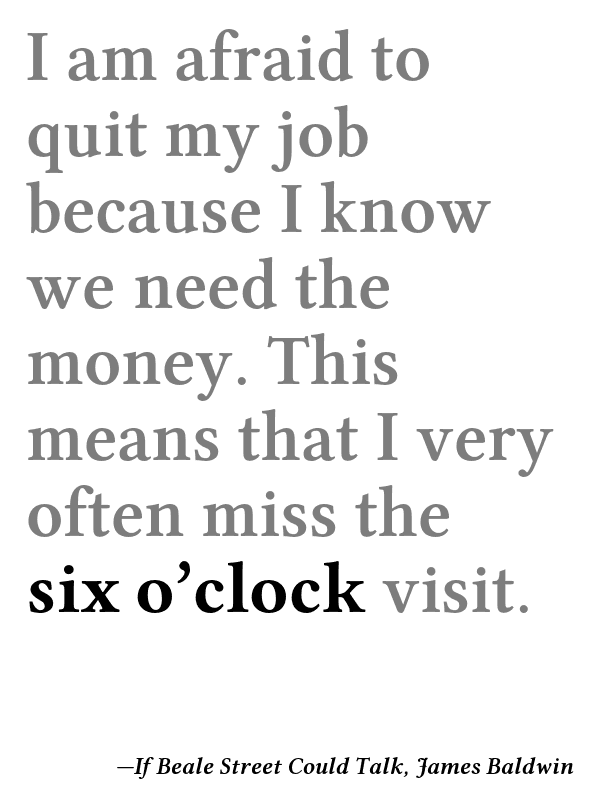 I am afraid to
quit my job
because I know
we need the
money. This
means that I very
often miss the
six o’clock visit.
—If Beale Street Could Talk, James Baldwin